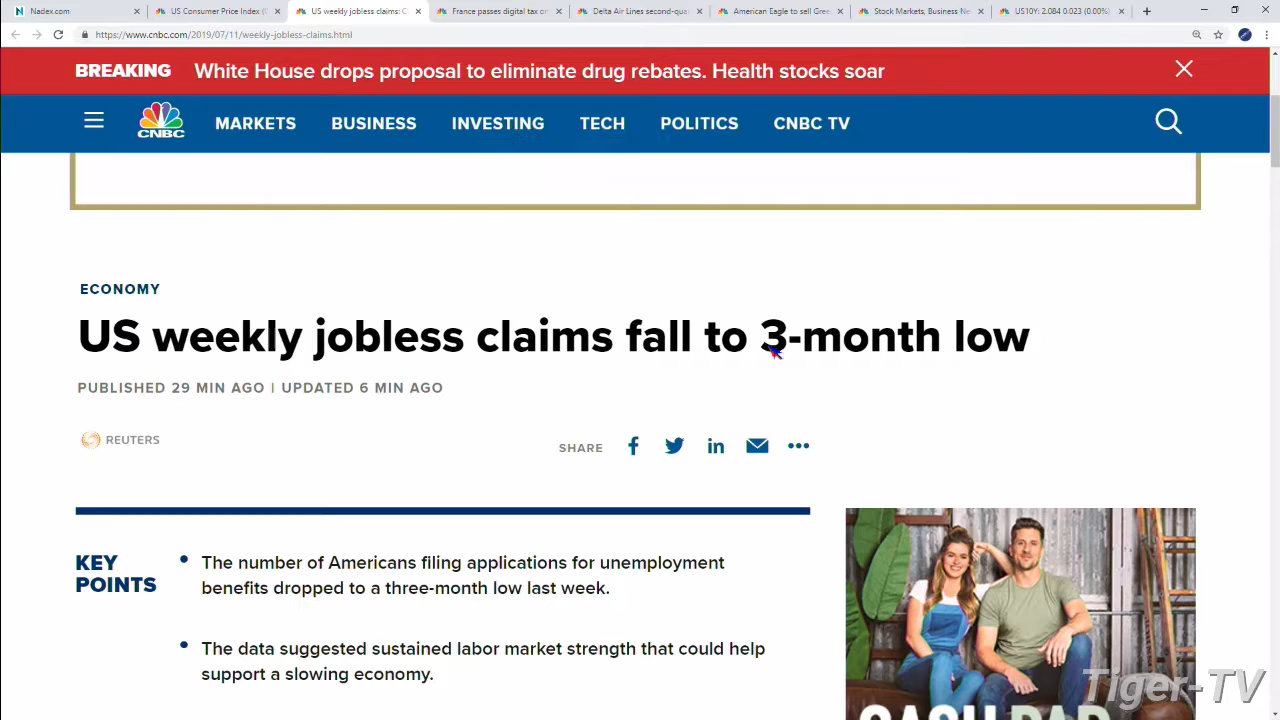 Nadex.com
US Consumer Price Index (C
US weekly jobless claims: C
France passes digital tax cr
Delta Air Lines second-qua
American Eagle to sell Gree
Stock Markets, Business Ne
US10Y: 2.084 0.023 (0.00%)
https://www.cnbc.com/2019/07/11/weekly-jobless-claims.html
BREAKING White House drops proposal to eliminate drug rebates. Health stocks soar
CNBC MARKETS BUSINESS INVESTING TECH POLITICS CNBC TV
ECONOMY
US weekly jobless claims fall to 3-month low
PUBLISHED 29 MIN AGO | UPDATED 6 MIN AGO
REUTERS
SHARE
KEY
POINTS
• The number of Americans filing applications for unemployment
benefits dropped to a three-month low last week.
• The data suggested sustained labor market strength that could help
support a slowing economy.
CASH PAD
Tiger-TV